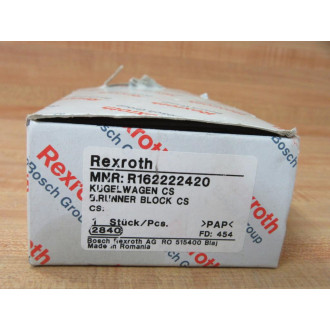 Rexroth
MNR: R162222420
KUGELWAGEN CS
B.RUNNER BLOCK CS
CS.
1 Stück/Pcs. >PAP<
2840 FD: 454
Bosch Rexroth AG RO 515400 Blaj
Made in Romania
Rexroth
Bosch Group
Rexroth
Bosch Group